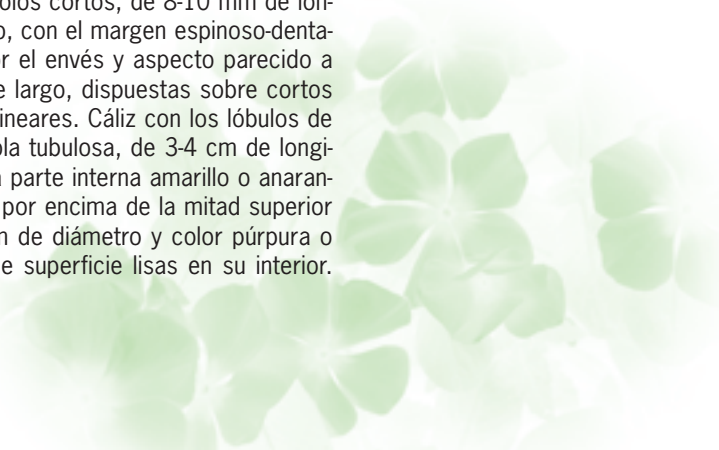 olos cortos, de 8-10 mm de lon-
o, con el margen espinoso-denta-
or el envés y aspecto parecido a
e largo, dispuestas sobre cortos
ineares. Cáliz con los lóbulos de
ola tubulosa, de 3-4 cm de longi-
a parte interna amarillo o anaran-
por encima de la mitad superior
n de diámetro y color púrpura o
e superficie lisas en su interior.